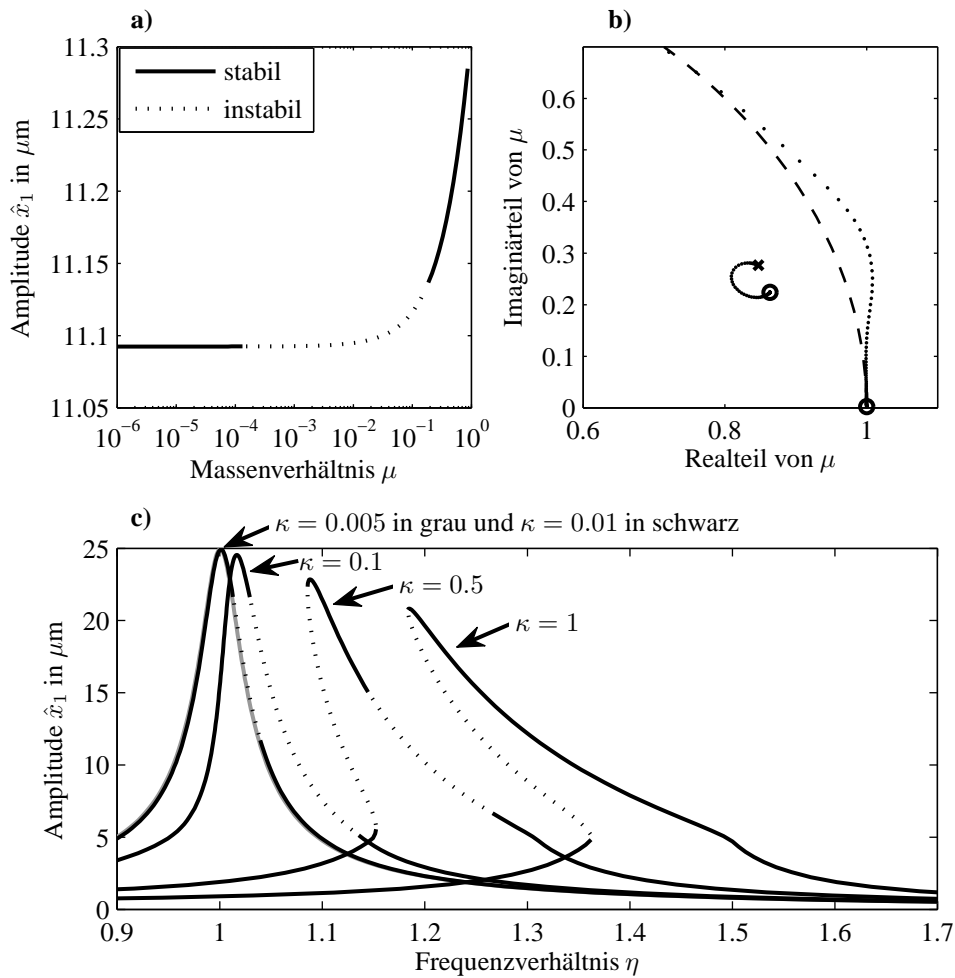 a)
11.3
11.25
11.2
11.15
11.1
11.05
Amplitude x̂₁ in µm
stabil
instabil
10⁻⁶ 10⁻⁵ 10⁻⁴ 10⁻³ 10⁻² 10⁻¹ 10⁰
Massenverhältnis μ
b)
0.6
0.5
0.4
0.3
0.2
0.1
0
Imaginärteil von μ
0.6 0.8 1
Realteil von μ
c)
κ = 0.005 in grau und κ = 0.01 in schwarz
κ = 0.1
κ = 0.5
κ = 1
25
20
15
10
5
0
Amplitude x̂₁ in µm
0.9 1 1.1 1.2 1.3 1.4 1.5 1.6 1.7
Frequenzverhältnis η